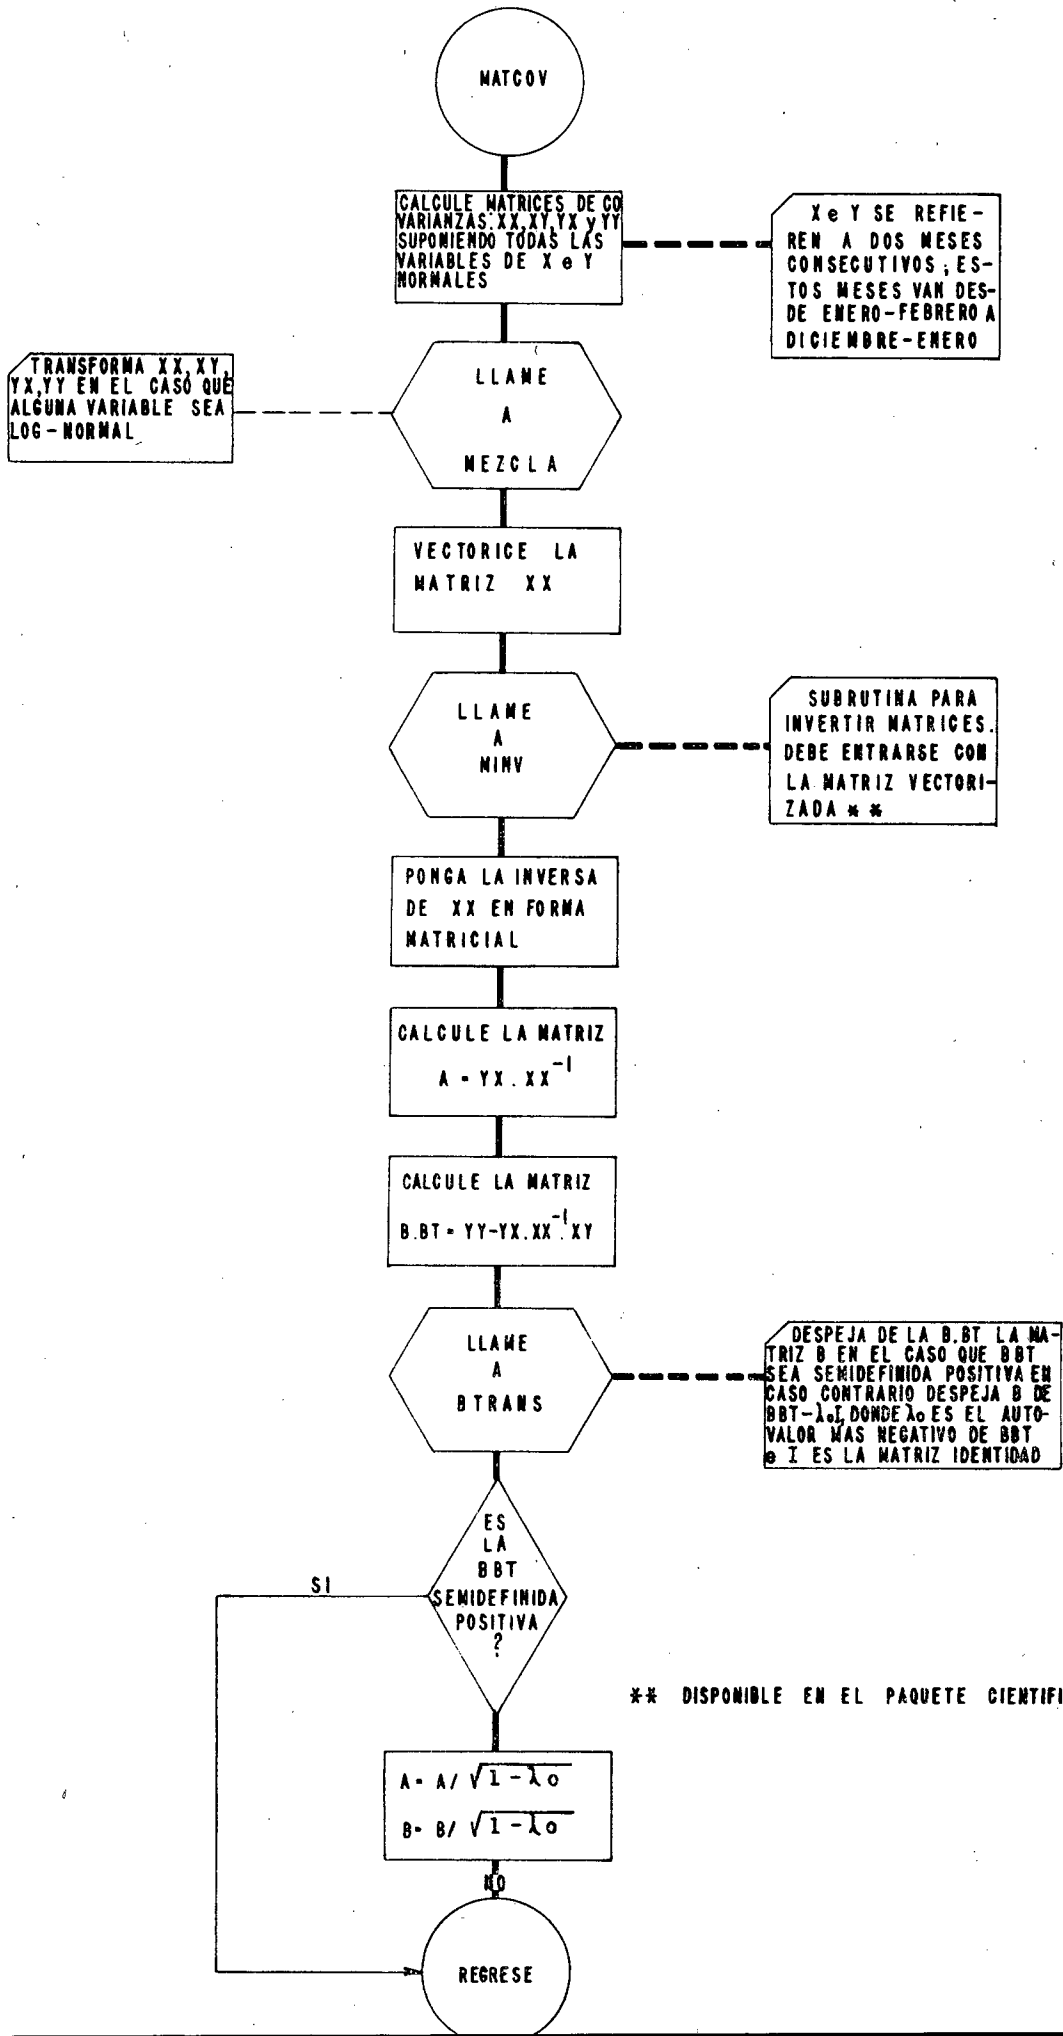 MATCOV
CALCULE MATRICES DE CO
VARIANZAS:XX,XY,YX y YY
SUPONIENDO TODAS LAS
VARIABLES DE X e Y
NORMALES
X e Y SE REFIE-
REN A DOS MESES
CONSECUTIVOS; ES-
TOS MESES VAN DES-
DE ENERO-FEBRERO A
DICIEMBRE-ENERO
TRANSFORMA XX,XY,
YX,YY EN EL CASO QUE
ALGUNA VARIABLE SEA
LOG-NORMAL
LLAME
A
MEZCLA
VECTORICE LA
MATRIZ XX
LLAME
A
MINV
SUBRUTINA PARA
INVERTIR MATRICES.
DEBE ENTRARSE CON
LA MATRIZ VECTORI-
ZADA **
PONGA LA INVERSA
DE XX EN FORMA
MATRICIAL
CALCULE LA MATRIZ
A = YX . XX⁻¹
CALCULE LA MATRIZ
B.BT = YY-YX.XX⁻¹.XY
LLAME
A
BTRANS
DESPEJA DE LA B.BT LA MA-
TRIZ B EN EL CASO QUE BBT
SEA SEMIDEFINIDA POSITIVA EN
CASO CONTRARIO DESPEJA B DE
BBT-λ₀I, DONDE λ₀ ES EL AUTO-
VALOR MAS NEGATIVO DE BBT
e I ES LA MATRIZ IDENTIDAD
ES
LA
BBT
SEMIDEFINIDA
POSITIVA
?
SI
** DISPONIBLE EN EL PAQUETE CIENTIFI
A = A/ √1-λ₀
B = B/ √1-λ₀
NO
REGRESE